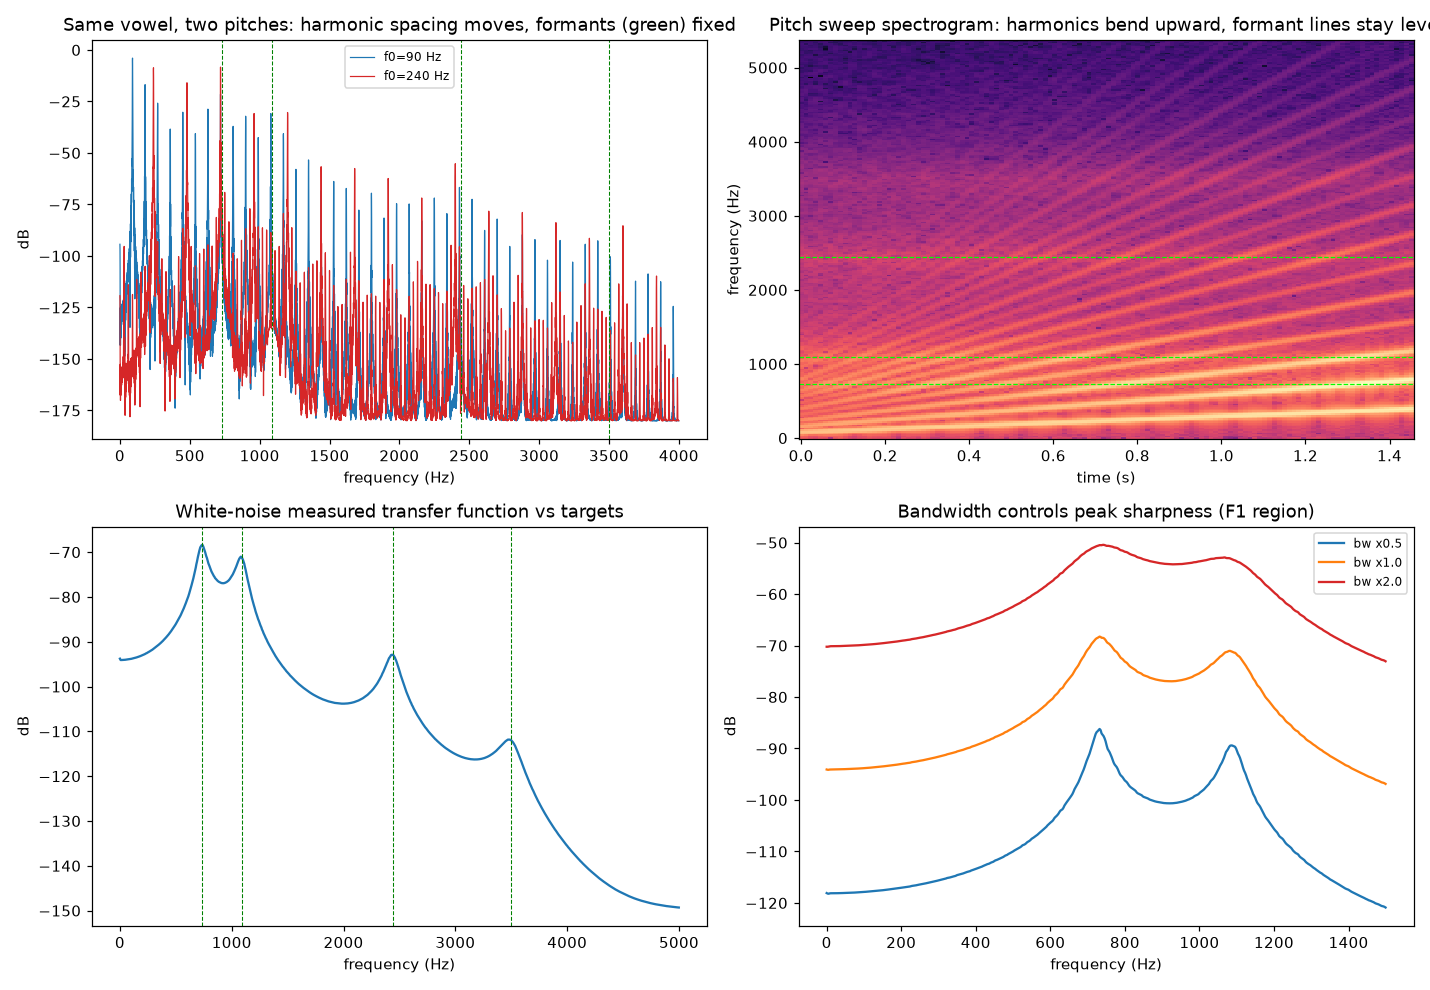 Same vowel, two pitches: harmonic spacing moves, formants (green) fixed
f0=90 Hz
f0=240 Hz
dB
0
−25
−50
−75
−100
−125
−150
−175
0 500 1000 1500 2000 2500 3000 3500 4000
frequency (Hz)
Pitch sweep spectrogram: harmonics bend upward, formant lines stay leve
frequency (Hz)
5000
4000
3000
2000
1000
0
0.0 0.2 0.4 0.6 0.8 1.0 1.2 1.4
time (s)
White-noise measured transfer function vs targets
dB
−70
−80
−90
−100
−110
−120
−130
−140
−150
0 1000 2000 3000 4000 5000
frequency (Hz)
Bandwidth controls peak sharpness (F1 region)
bw x0.5
bw x1.0
bw x2.0
dB
−50
−60
−70
−80
−90
−100
−110
−120
0 200 400 600 800 1000 1200 1400
frequency (Hz)